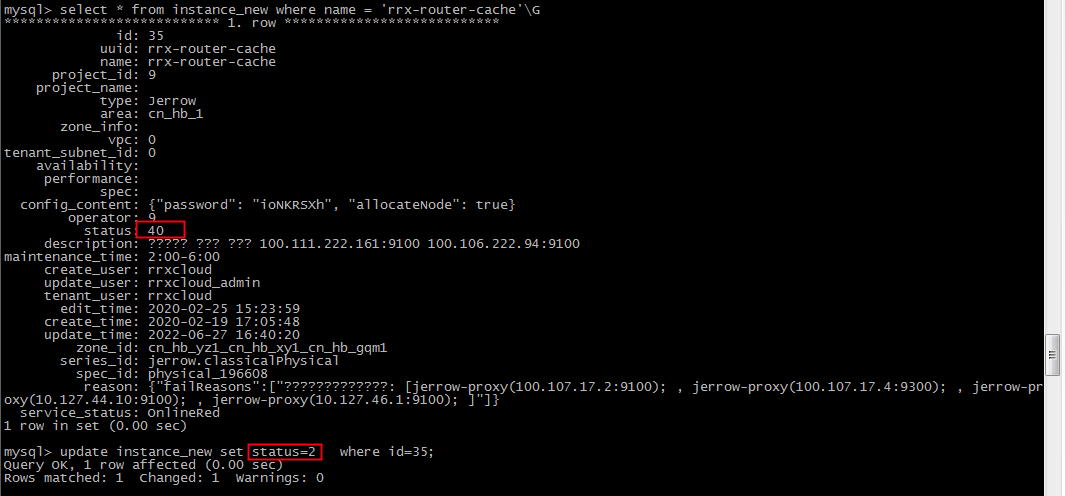 mysql> select * from instance_new where name = 'rrx-router-cache'\G
*************************** 1. row ***************************
id: 35
uuid: rrx-router-cache
name: rrx-router-cache
project_id: 9
project_name:
type: Jerrow
area: cn_hb_1
zone_info:
vpc: 0
tenant_subnet_id: 0
availability:
performance:
spec:
config_content: {"password": "ioNKRSXh", "allocateNode": true}
operator: 9
status: 40
description: ????? ??? ??? 100.111.222.161:9100 100.106.222.94:9100
maintenance_time: 2:00-6:00
create_user: rrxcloud
update_user: rrxcloud_admin
tenant_user: rrxcloud
edit_time: 2020-02-25 15:23:59
create_time: 2020-02-19 17:05:48
update_time: 2022-06-27 16:40:20
zone_id: cn_hb_yz1_cn_hb_xy1_cn_hb_gqm1
series_id: jerrow.classicalPhysical
spec_id: physical_196608
reason: {"failReasons":["?????????????: [jerrow-proxy(100.107.17.2:9100); , jerrow-proxy(100.107.17.4:9300); , jerrow-pr
oxy(10.127.44.10:9100); , jerrow-proxy(10.127.46.1:9100); ]"]}
service_status: OnlineRed
1 row in set (0.00 sec)
mysql> update instance_new set status=2 where id=35;
Query OK, 1 row affected (0.00 sec)
Rows matched: 1 Changed: 1 Warnings: 0